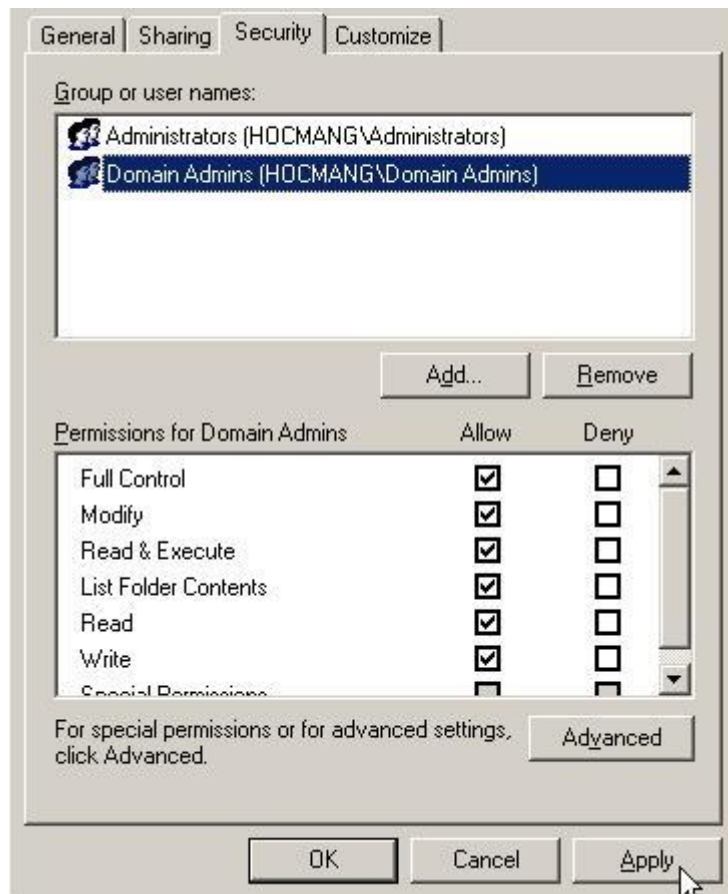 General Sharing Security Customize
Group or user names:
Administrators (HOCMANG\Administrators)
Domain Admins (HOCMANG\Domain Admins)
Add... Remove
Permissions for Domain Admins Allow Deny
Full Control
Modify
Read & Execute
List Folder Contents
Read
Write
Special Permissions
For special permissions or for advanced settings,
click Advanced.
Advanced
OK Cancel Apply